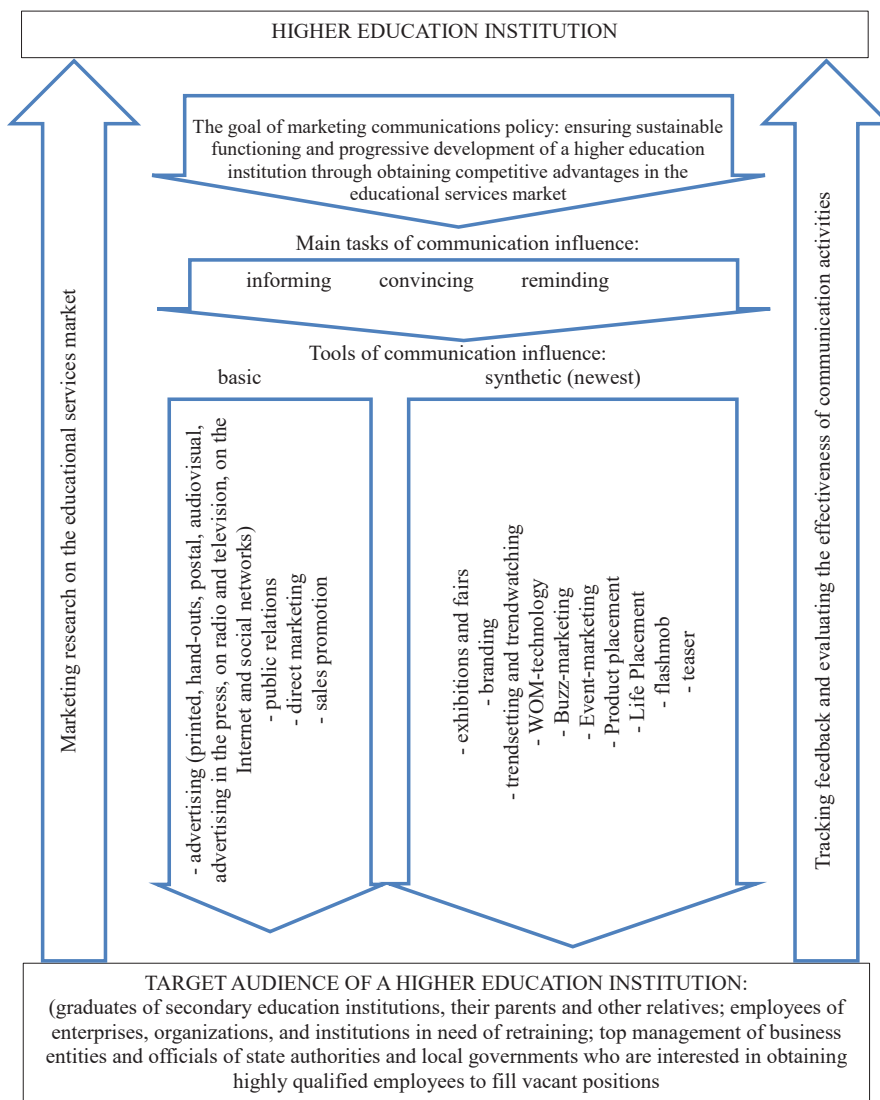 HIGHER EDUCATION INSTITUTION
The goal of marketing communications policy: ensuring sustainable
functioning and progressive development of a higher education
institution through obtaining competitive advantages in the
educational services market
Main tasks of communication influence:
informing convincing reminding
Tools of communication influence:
basic synthetic (newest)
Marketing research on the educational services market
- advertising (printed, hand-outs, postal, audiovisual,
advertising in the press, on radio and television, on the
Internet and social networks)
- public relations
- direct marketing
- sales promotion
- exhibitions and fairs
- branding
- trendsetting and trendwatching
- WOM-technology
- Buzz-marketing
- Event-marketing
- Product placement
- Life Placement
- flashmob
- teaser
Tracking feedback and evaluating the effectiveness of communication activities
TARGET AUDIENCE OF A HIGHER EDUCATION INSTITUTION:
(graduates of secondary education institutions, their parents and other relatives; employees of
enterprises, organizations, and institutions in need of retraining; top management of business
entities and officials of state authorities and local governments who are interested in obtaining
highly qualified employees to fill vacant positions